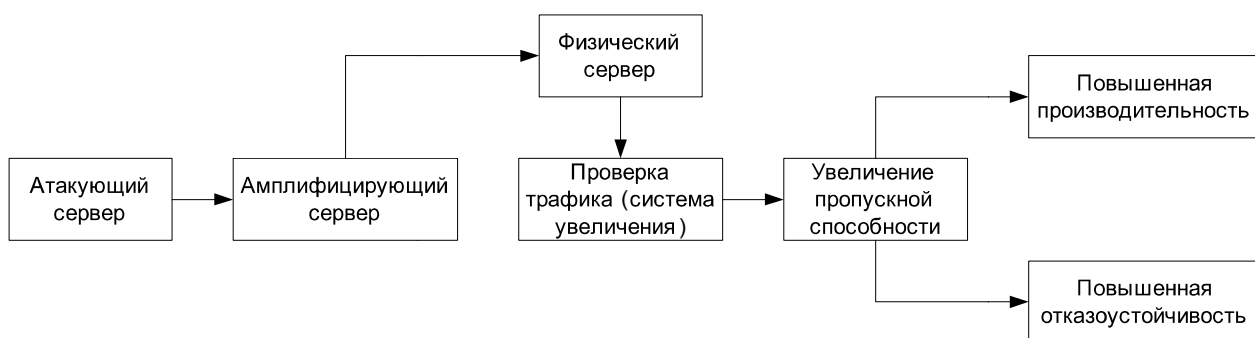 Физический
сервер
Повышенная
производительность
Атакующий
сервер
Амплифицирующий
сервер
Проверка
трафика (система
увеличения)
Увеличение
пропускной
способности
Повышенная
отказоустойчивость